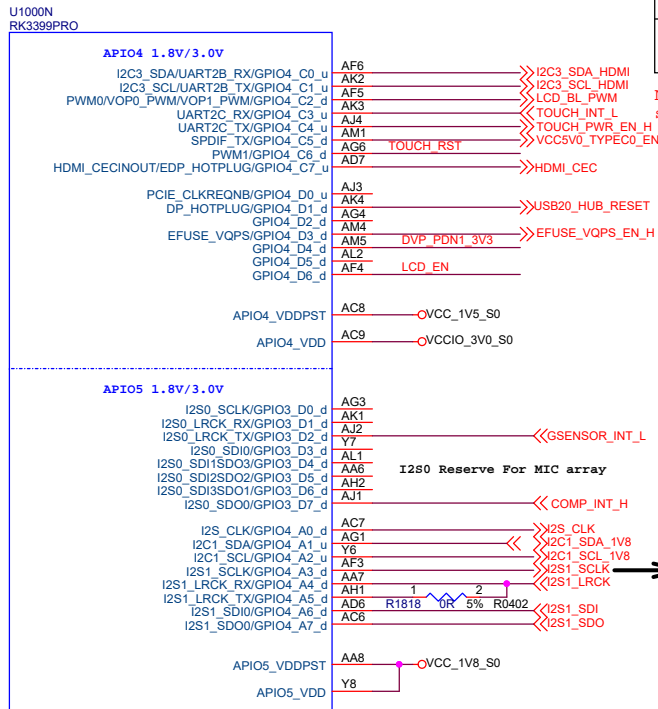 U1000N
RK3399PRO
APIO4 1.8V/3.0V
I2C3_SDA/UART2B_RX/GPIO4_C0_u AF6 I2C3_SDA_HDMI
I2C3_SCL/UART2B_TX/GPIO4_C1_u AK2 I2C3_SCL_HDMI
PWM0/VOP0_PWM/VOP1_PWM/GPIO4_C2_d AF5 LCD_BL_PWM
UART2C_RX/GPIO4_C3_u AK3 TOUCH_INT_L
UART2C_TX/GPIO4_C4_u AJ4 TOUCH_PWR_EN_H
SPDIF_TX/GPIO4_C5_d AM1 VCC5V0_TYPEC0_EN
PWM1/GPIO4_C6_d AG6 TOUCH_RST
HDMI_CECINOUT/EDP_HOTPLUG/GPIO4_C7_u AD7 HDMI_CEC
PCIE_CLKREQNB/GPIO4_D0_u AJ3
DP_HOTPLUG/GPIO4_D1_d AK4 USB20_HUB_RESET
GPIO4_D2_d AG4
EFUSE_VQPS/GPIO4_D3_d AM4 EFUSE_VQPS_EN_H
GPIO4_D4_d AM5 DVP_PDN1_3V3
GPIO4_D5_d AL2
GPIO4_D6_d AF4 LCD_EN
APIO4_VDDPST AC8 VCC_1V5_S0
APIO4_VDD AC9 VCCIO_3V0_S0
APIO5 1.8V/3.0V
I2S0_SCLK/GPIO3_D0_d AG3
I2S0_LRCK_RX/GPIO3_D1_d AK1
I2S0_LRCK_TX/GPIO3_D2_d AJ2 GSENSOR_INT_L
I2S0_SDI0/GPIO3_D3_d Y7
I2S0_SDI1SDO3/GPIO3_D4_d AL1
I2S0 Reserve For MIC array
I2S0_SDI2SDO2/GPIO3_D5_d AA6
I2S0_SDI3SDO1/GPIO3_D6_d AH2
I2S0_SDO0/GPIO3_D7_d AJ1 COMP_INT_H
I2S_CLK/GPIO4_A0_d AC7 I2S_CLK
I2C1_SDA/GPIO4_A1_u AG1 I2C1_SDA_1V8
I2C1_SCL/GPIO4_A2_u Y6 I2C1_SCL_1V8
I2S1_SCLK/GPIO4_A3_d AF3 I2S1_SCLK
I2S1_LRCK_RX/GPIO4_A4_d AA7 I2S1_LRCK
I2S1_LRCK_TX/GPIO4_A5_d AH1 1 2
R1818 0R 5% R0402
I2S1_SDI0/GPIO4_A6_d AD6 I2S1_SDI
I2S1_SDO0/GPIO4_A7_d AC6 I2S1_SDO
APIO5_VDDPST AA8 VCC_1V8_S0
APIO5_VDD Y8